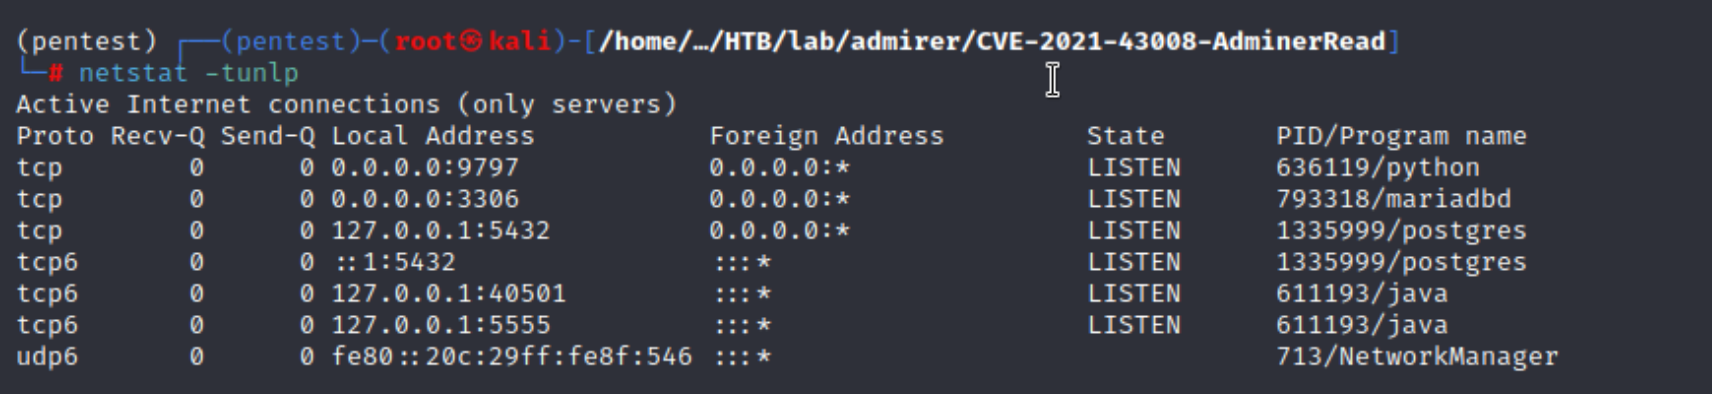 (pentest) ┌──(pentest)─(root㉿kali)-[/home/…/HTB/lab/admirer/CVE-2021-43008-AdminerRead]
└─# netstat -tunlp
Active Internet connections (only servers)
Proto Recv-Q Send-Q Local Address           Foreign Address         State       PID/Program name
tcp        0      0 0.0.0.0:9797            0.0.0.0:*               LISTEN      636119/python
tcp        0      0 0.0.0.0:3306            0.0.0.0:*               LISTEN      793318/mariadbd
tcp        0      0 127.0.0.1:5432          0.0.0.0:*               LISTEN      1335999/postgres
tcp6       0      0 ::1:5432                :::*                    LISTEN      1335999/postgres
tcp6       0      0 127.0.0.1:40501         :::*                    LISTEN      611193/java
tcp6       0      0 127.0.0.1:5555          :::*                    LISTEN      611193/java
udp6       0      0 fe80::20c:29ff:fe8f:546 :::*                                713/NetworkManager